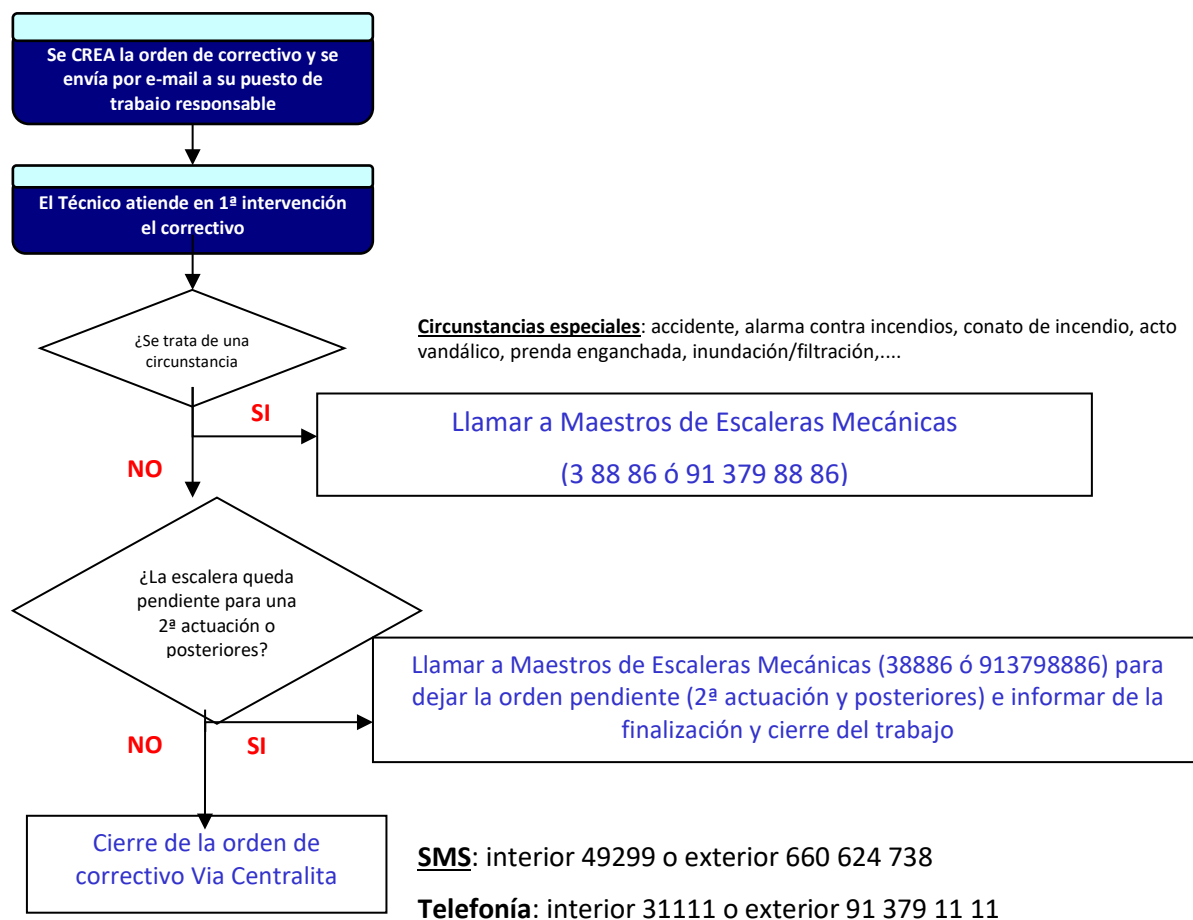 Se CREA la orden de correctivo y se
envía por e-mail a su puesto de
trabajo responsable
El Técnico atiende en 1ª intervención
el correctivo
¿Se trata de una
circunstancia
Circunstancias especiales: accidente, alarma contra incendios, conato de incendio, acto
vandálico, prenda enganchada, inundación/filtración,....
SI
Llamar a Maestros de Escaleras Mecánicas
(3 88 86 ó 91 379 88 86)
NO
¿La escalera queda
pendiente para una
2ª actuación o
posteriores?
Llamar a Maestros de Escaleras Mecánicas (38886 ó 913798886) para
dejar la orden pendiente (2ª actuación y posteriores) e informar de la
finalización y cierre del trabajo
NO
SI
Cierre de la orden de
correctivo Via Centralita
SMS: interior 49299 o exterior 660 624 738
Telefonía: interior 31111 o exterior 91 379 11 11